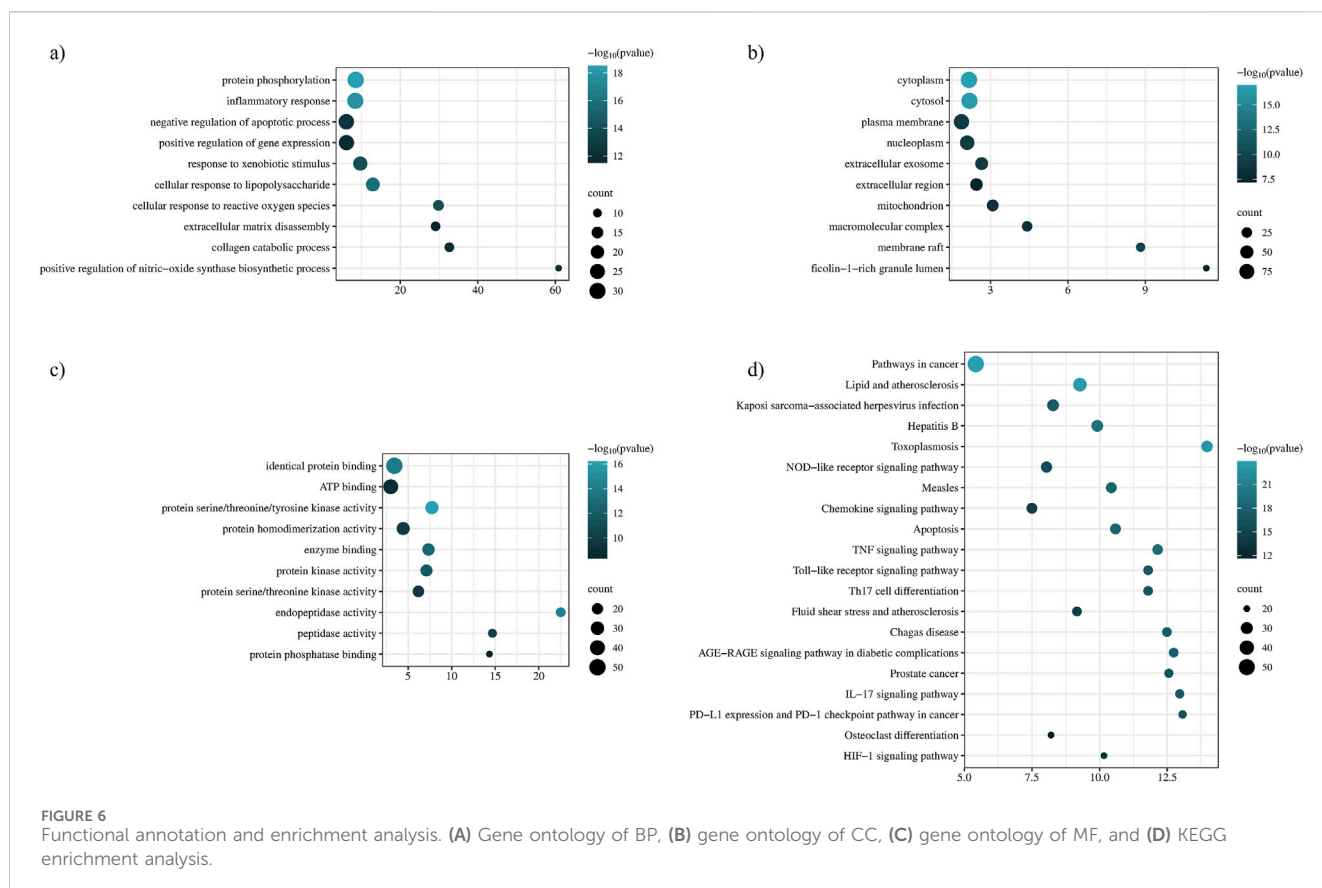 a)
−log10(pvalue)
protein phosphorylation
inflammatory response
negative regulation of apoptotic process
positive regulation of gene expression
response to xenobiotic stimulus
cellular response to lipopolysaccharide
cellular response to reactive oxygen species
extracellular matrix disassembly
collagen catabolic process
positive regulation of nitric−oxide synthase biosynthetic process
20 40 60
18
16
14
12
count
10
15
20
25
30
b)
−log10(pvalue)
cytoplasm
cytosol
plasma membrane
nucleoplasm
extracellular exosome
extracellular region
mitochondrion
macromolecular complex
membrane raft
ficolin−1−rich granule lumen
3 6 9
15.0
12.5
10.0
7.5
count
25
50
75
c)
−log10(pvalue)
identical protein binding
ATP binding
protein serine/threonine/tyrosine kinase activity
protein homodimerization activity
enzyme binding
protein kinase activity
protein serine/threonine kinase activity
endopeptidase activity
peptidase activity
protein phosphatase binding
5 10 15 20
16
14
12
10
count
20
30
40
50
d)
−log10(pvalue)
Pathways in cancer
Lipid and atherosclerosis
Kaposi sarcoma−associated herpesvirus infection
Hepatitis B
Toxoplasmosis
NOD−like receptor signaling pathway
Measles
Chemokine signaling pathway
Apoptosis
TNF signaling pathway
Toll−like receptor signaling pathway
Th17 cell differentiation
Fluid shear stress and atherosclerosis
Chagas disease
AGE−RAGE signaling pathway in diabetic complications
Prostate cancer
IL−17 signaling pathway
PD−L1 expression and PD−1 checkpoint pathway in cancer
Osteoclast differentiation
HIF−1 signaling pathway
5.0 7.5 10.0 12.5
21
18
15
12
count
20
30
40
50
FIGURE 6
Functional annotation and enrichment analysis. (A) Gene ontology of BP, (B) gene ontology of CC, (C) gene ontology of MF, and (D) KEGG
enrichment analysis.